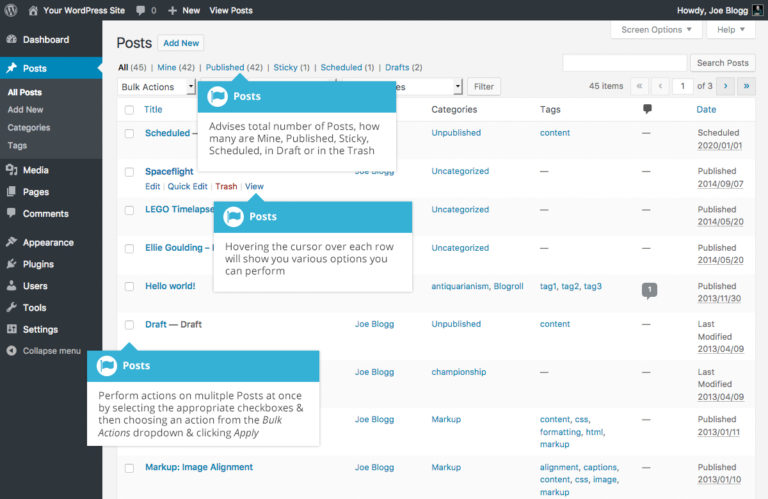 Your WordPress Site 0 New View Posts Howdy, Joe Blogg
Screen Options Help
Dashboard
Posts
All Posts
Add New
Categories
Tags
Media
Pages
Comments
Appearance
Plugins
Users
Tools
Settings
Collapse menu
Posts Add New
All (45) | Mine (42) | Published (42) | Sticky (1) | Scheduled (1) | Drafts (2)
Search Posts
Bulk Actions Filter 45 items « ‹ 1 of 3 › »
Posts
Advises total number of Posts, how
many are Mine, Published, Sticky,
Scheduled, in Draft or in the Trash
Title Categories Tags Date
Scheduled — Unpublished content — Scheduled
2020/01/01
Spaceflight Joe Blogg Uncategorized — — Published
2014/09/07
Edit | Quick Edit | Trash | View
Posts
Hovering the cursor over each row
will show you various options you
can perform
LEGO Timelapse Uncategorized — — Published
2014/05/20
Ellie Goulding – Uncategorized — — Published
2014/05/20
Hello world! antiquarianism, Blogroll tag1, tag2, tag3 1 Published
2013/11/30
Draft — Draft Joe Blogg Unpublished content — Last
Modified
2013/04/09
Posts
Perform actions on mulitple Posts at once
by selecting the appropriate checkboxes &
then choosing an action from the Bulk
Actions dropdown & clicking Apply
Joe Blogg championship — — Last
Modified
2013/04/09
Joe Blogg Markup content, css,
formatting, html,
markup — Published
2013/01/11
Markup: Image Alignment Joe Blogg Markup alignment, captions,
content, css, image,
markup — Published
2013/01/10